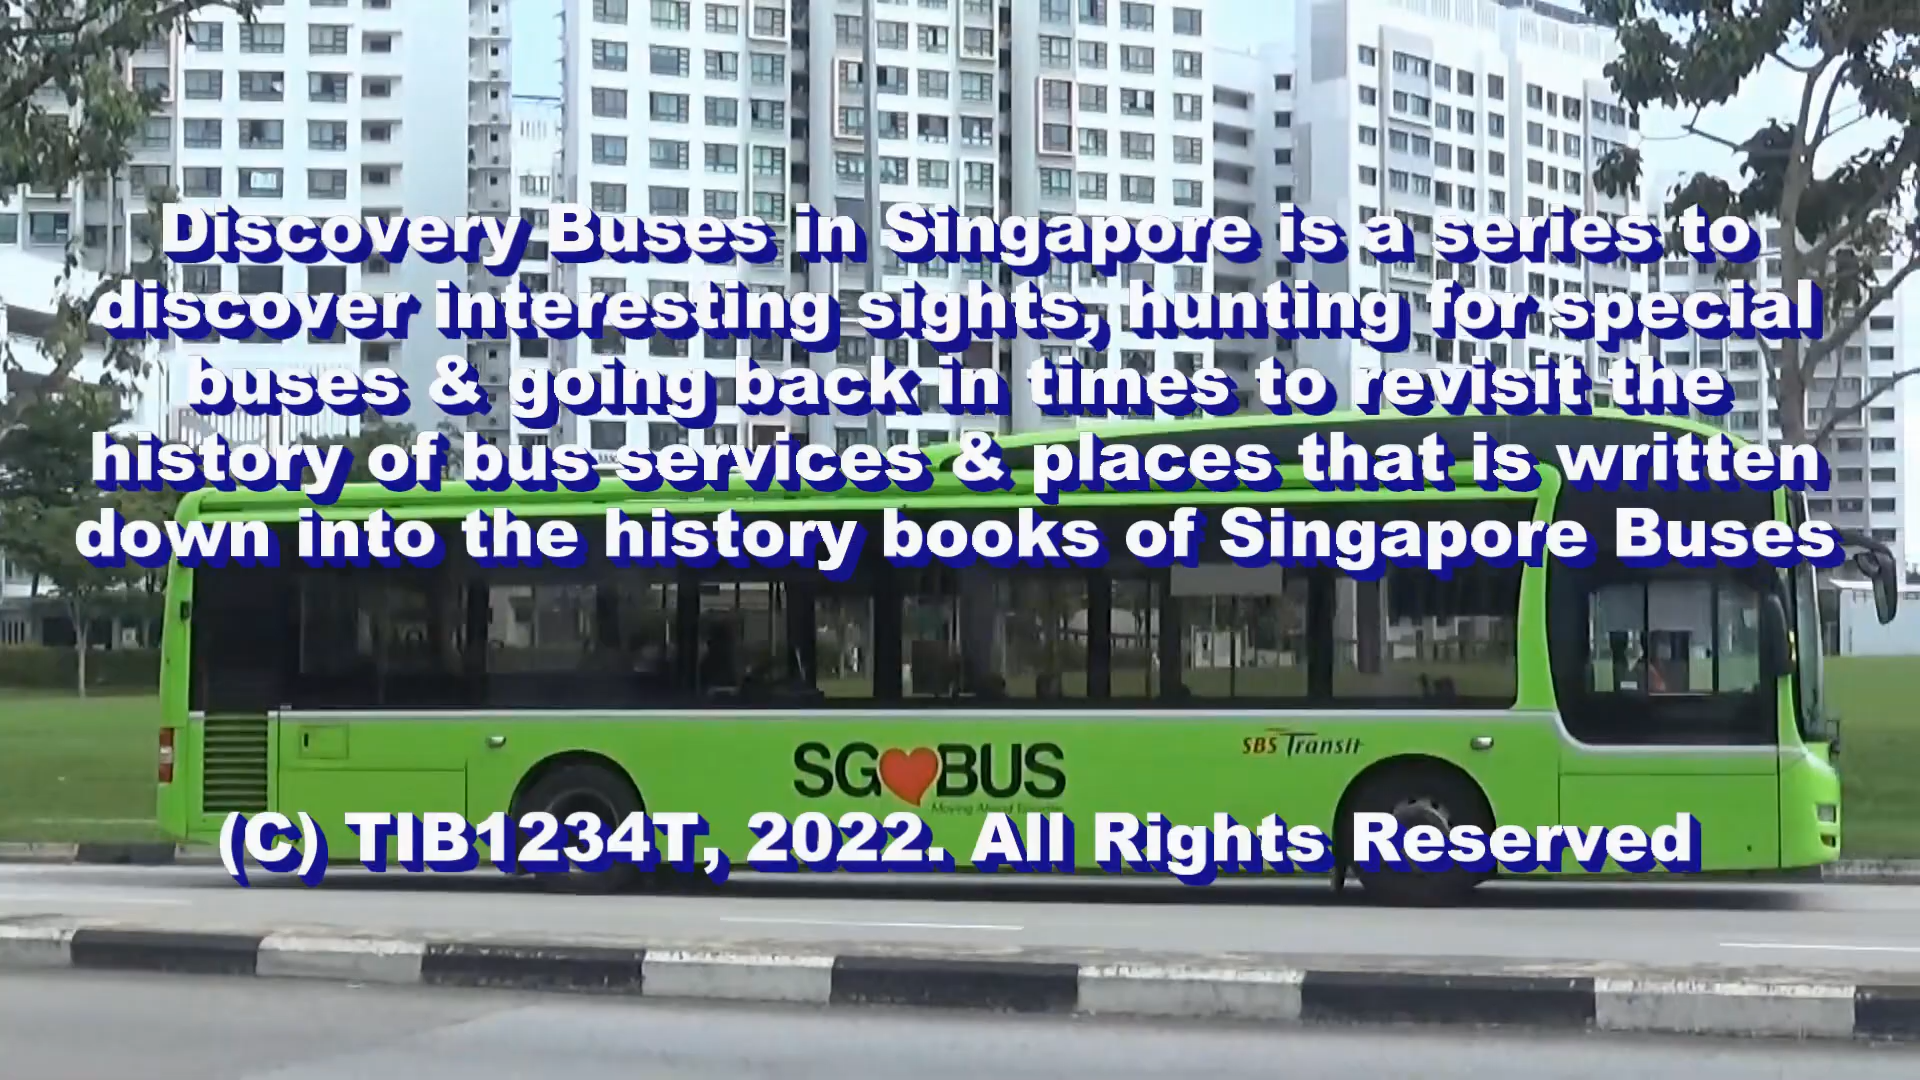 Discovery Buses in Singapore is a series to
discover interesting sights, hunting for special
buses & going back in times to revisit the
history of bus services & places that is written
down into the history books of Singapore Buses
SG BUS
SBS Transit
(C) TIB1234T, 2022. All Rights Reserved